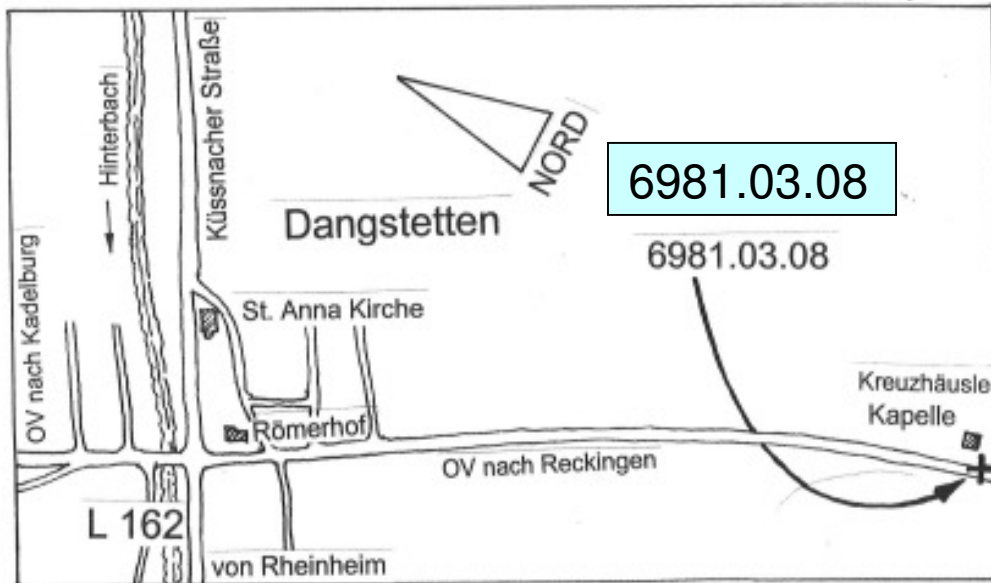 Hinterbach
Küssnacher Straße
NORD
6981.03.08
Dangstetten
6981.03.08
OV nach Kadelburg
St. Anna Kirche
Kreuzhäusle
Kapelle
Römerhof
OV nach Reckingen
L 162
von Rheinheim